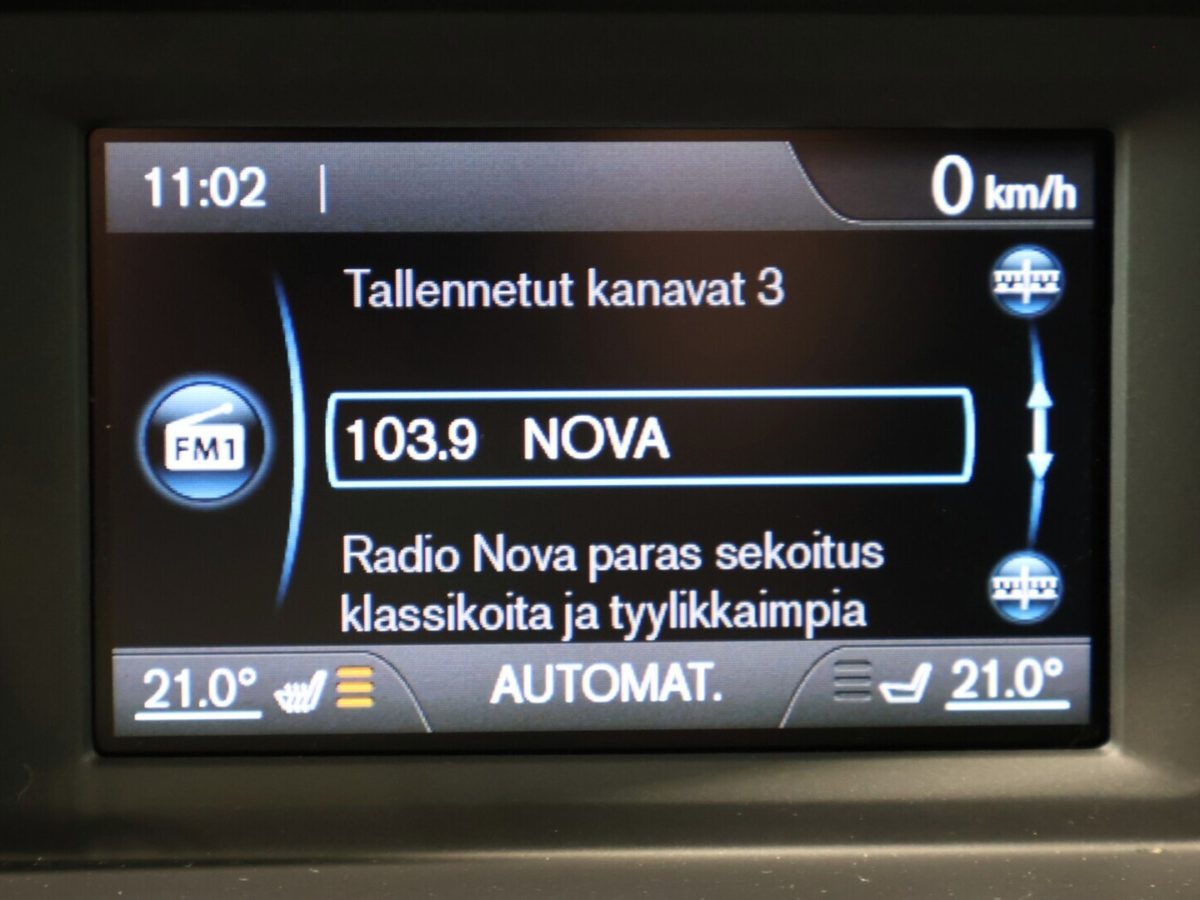 11:02
0 km/h
Tallennetut kanavat 3
FM1
103.9 NOVA
Radio Nova paras sekoitus
klassikoita ja tyylikkaimpia
21.0° AUTOMAT. 21.0°